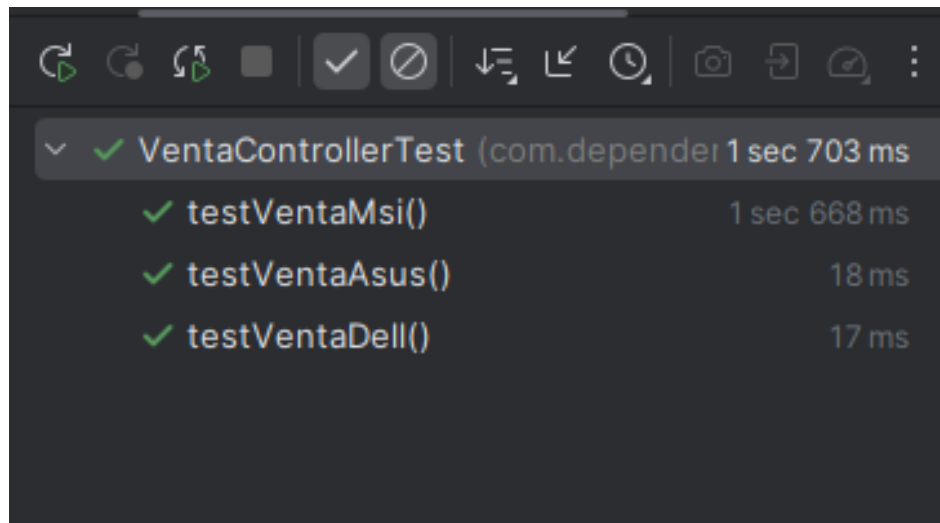 VentaControllerTest (com.depender 1 sec 703 ms
testVentaMsi() 1 sec 668 ms
testVentaAsus() 18 ms
testVentaDell() 17 ms